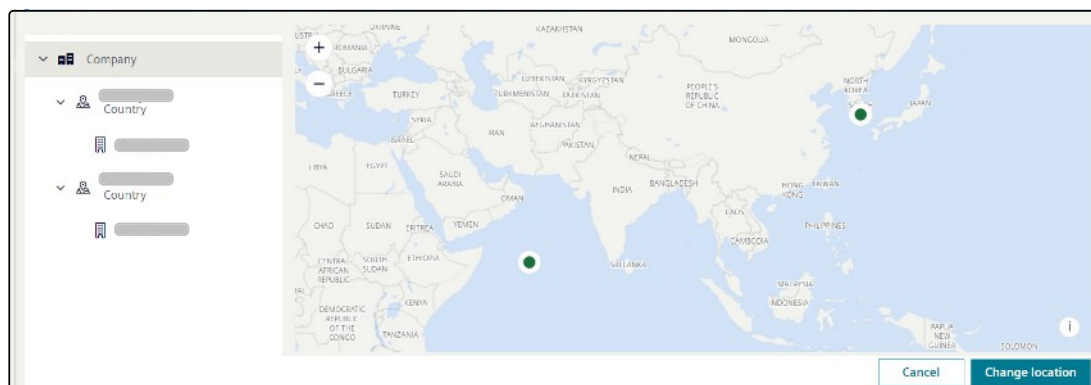 Company
Country
Country
+
−
UKRAINE
KAZAKHSTAN
MONGOLIA
ROMANIA
BULGARIA
UZBEKISTAN
KYRGYZSTAN
TURKMENISTAN
TAJIKISTAN
TURKEY
PEOPLE'S
REPUBLIC
OF CHINA
NORTH
KOREA
JAPAN
SYRIA
ISRAEL
IRAN
AFGHANISTAN
PAKISTAN
NEPAL
LIBYA
EGYPT
SAUDI
ARABIA
OMAN
INDIA
BANGLADESH
HONG
KONG
TAIWAN
LAOS
CHAD
SUDAN
ERITREA
YEMEN
PHILIPPINES
CAMBODIA
CENTRAL
AFRICAN
REPUBLIC
SOUTH
SUDAN
ETHIOPIA
SRI LANKA
MALAYSIA
INDONESIA
KENYA
DEMOCRATIC
REPUBLIC
OF THE
CONGO
TANZANIA
PAPUA
NEW
GUINEA
SOLOMON
i
Cancel
Change location